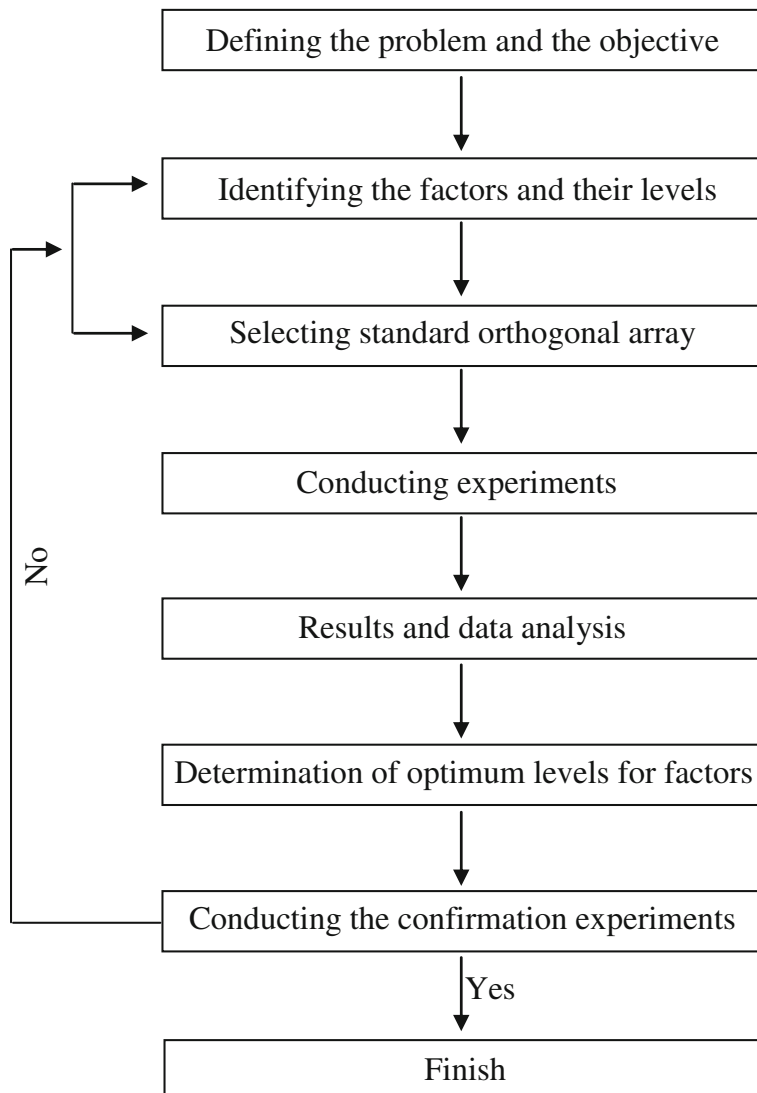 Defining the problem and the objective
Identifying the factors and their levels
Selecting standard orthogonal array
Conducting experiments
No
Results and data analysis
Determination of optimum levels for factors
Conducting the confirmation experiments
Yes
Finish